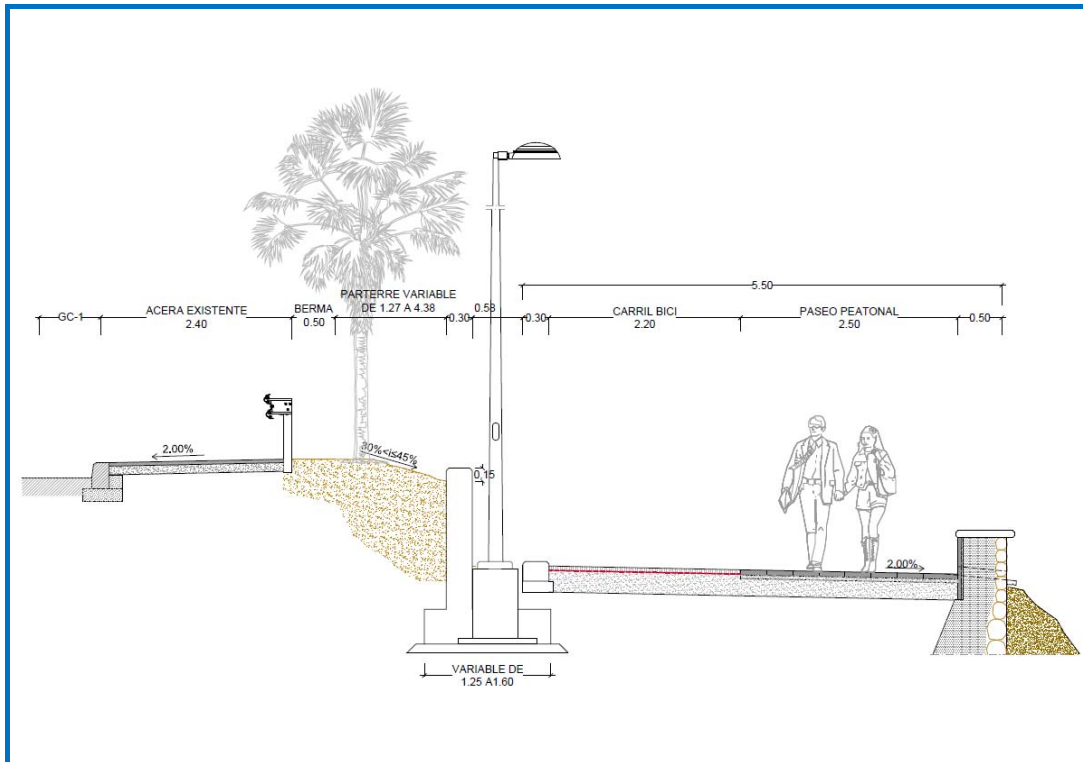 5.50
GC-1
ACERA EXISTENTE
2.40
BERMA
0.50
PARTERRE VARIABLE
DE 1.27 A 4.38
0.30
0.58
0.30
CARRIL BICI
2.20
PASEO PEATONAL
2.50
0.50
2.00%
30%<i≤45%
0.15
2.00%
VARIABLE DE
1.25 A1.60